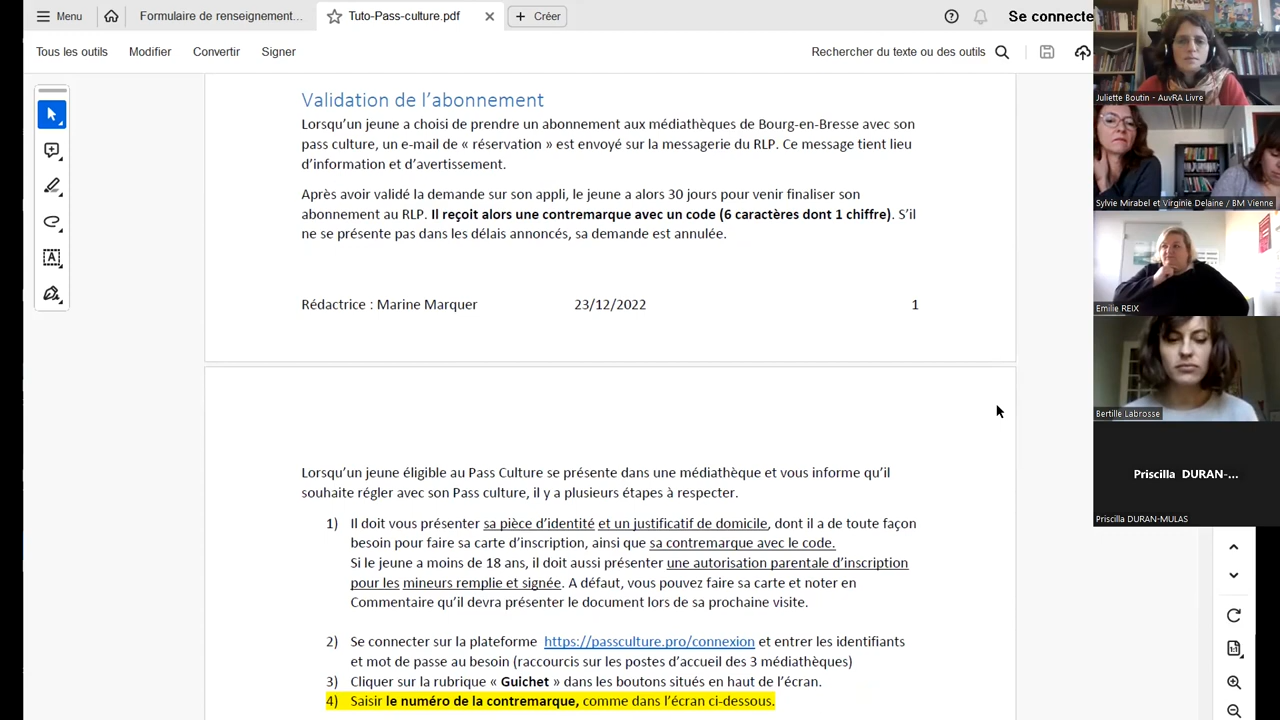 Menu
Formulaire de renseignement...
Tuto-Pass-culture.pdf
Créer
Se connecte
Tous les outils
Modifier
Convertir
Signer
Rechercher du texte ou des outils
Validation de l’abonnement
Lorsqu’un jeune a choisi de prendre un abonnement aux médiathèques de Bourg-en-Bresse avec son
pass culture, un e-mail de « réservation » est envoyé sur la messagerie du RLP. Ce message tient lieu
d’information et d’avertissement.
Après avoir validé la demande sur son appli, le jeune a alors 30 jours pour venir finaliser son
abonnement au RLP. Il reçoit alors une contremarque avec un code (6 caractères dont 1 chiffre). S’il
ne se présente pas dans les délais annoncés, sa demande est annulée.
Rédactrice : Marine Marquer 23/12/2022 1
Lorsqu’un jeune éligible au Pass Culture se présente dans une médiathèque et vous informe qu’il
souhaite régler avec son Pass culture, il y a plusieurs étapes à respecter.
1) Il doit vous présenter sa pièce d’identité et un justificatif de domicile, dont il a de toute façon
besoin pour faire sa carte d’inscription, ainsi que sa contremarque avec le code.
Si le jeune a moins de 18 ans, il doit aussi présenter une autorisation parentale d’inscription
pour les mineurs remplie et signée. A défaut, vous pouvez faire sa carte et noter en
Commentaire qu’il devra présenter le document lors de sa prochaine visite.
2) Se connecter sur la plateforme https://passculture.pro/connexion et entrer les identifiants
et mot de passe au besoin (raccourcis sur les postes d’accueil des 3 médiathèques)
3) Cliquer sur la rubrique « Guichet » dans les boutons situés en haut de l’écran.
4) Saisir le numéro de la contremarque, comme dans l’écran ci-dessous.
Juliette Boutin - AuvRA Livre
Sylvie Mirabel et Virginie Delaine / BM Vienne
Emilie REIX
Bertille Labrosse
Priscilla DURAN-...
Priscilla DURAN-MULAS